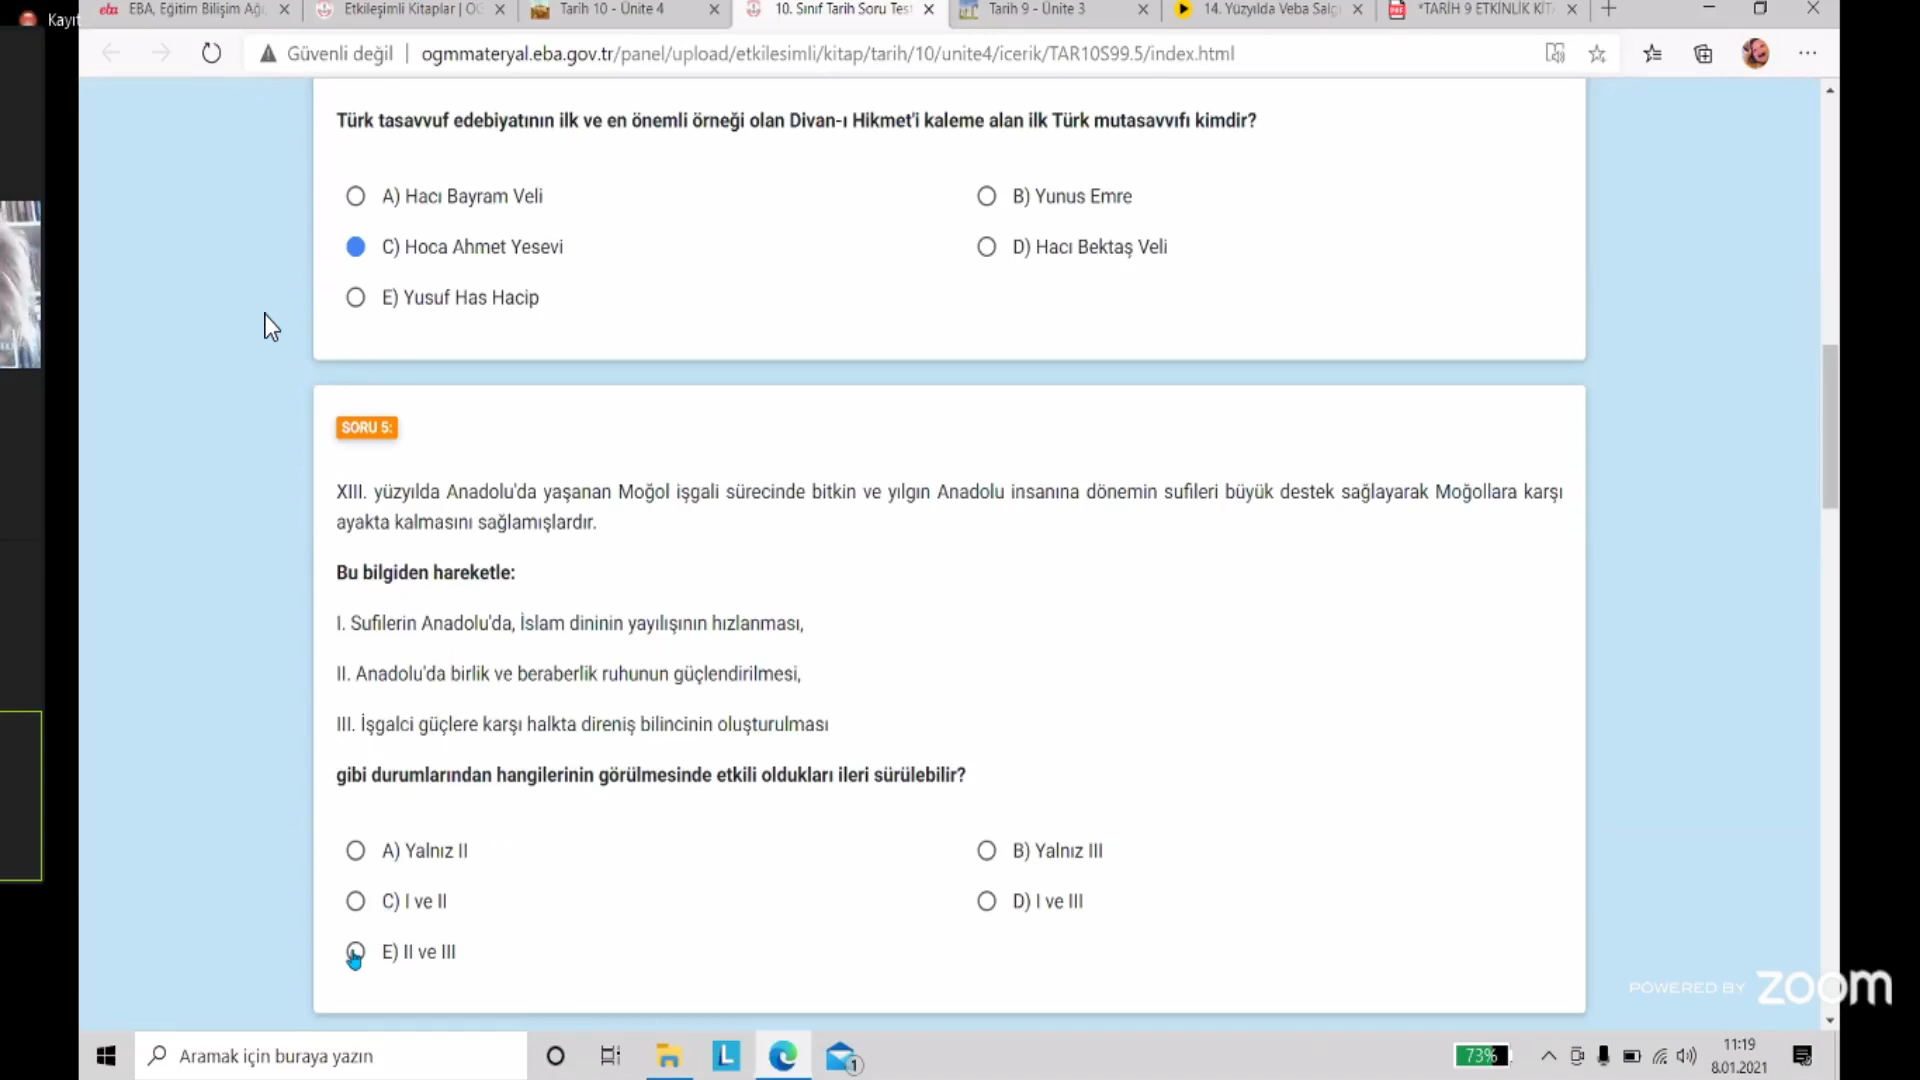 Kayıt
EBA, Eğitim Bilişim Ağı,
Etkileşimli Kitaplar | OG
Tarih 10 - Ünite 4
10. Sınıf Tarih Soru Test
Tarih 9 - Ünite 3
14. Yüzyılda Veba Salg
*TARİH 9 ETKİNLİK KİT
Güvenli değil | ogmmateryal.eba.gov.tr/panel/upload/etkilesimli/kitap/tarih/10/unite4/icerik/TAR10S99.5/index.html
Türk tasavvuf edebiyatının ilk ve en önemli örneği olan Divan-ı Hikmet'i kaleme alan ilk Türk mutasavvıfı kimdir?
A) Hacı Bayram Veli
B) Yunus Emre
C) Hoca Ahmet Yesevi
D) Hacı Bektaş Veli
E) Yusuf Has Hacip
SORU 5:
XIII. yüzyılda Anadolu'da yaşanan Moğol işgali sürecinde bitkin ve yılgın Anadolu insanına dönemin sufileri büyük destek sağlayarak Moğollara karşı
ayakta kalmasını sağlamışlardır.
Bu bilgiden hareketle:
I. Sufilerin Anadolu'da, İslam dininin yayılışının hızlanması,
II. Anadolu'da birlik ve beraberlik ruhunun güçlendirilmesi,
III. İşgalci güçlere karşı halkta direniş bilincinin oluşturulması
gibi durumlarından hangilerinin görülmesinde etkili oldukları ileri sürülebilir?
A) Yalnız II
B) Yalnız III
C) I ve II
D) I ve III
E) II ve III
POWERED BY zoom
Aramak için buraya yazın
L
1
73%
11:19
8.01.2021